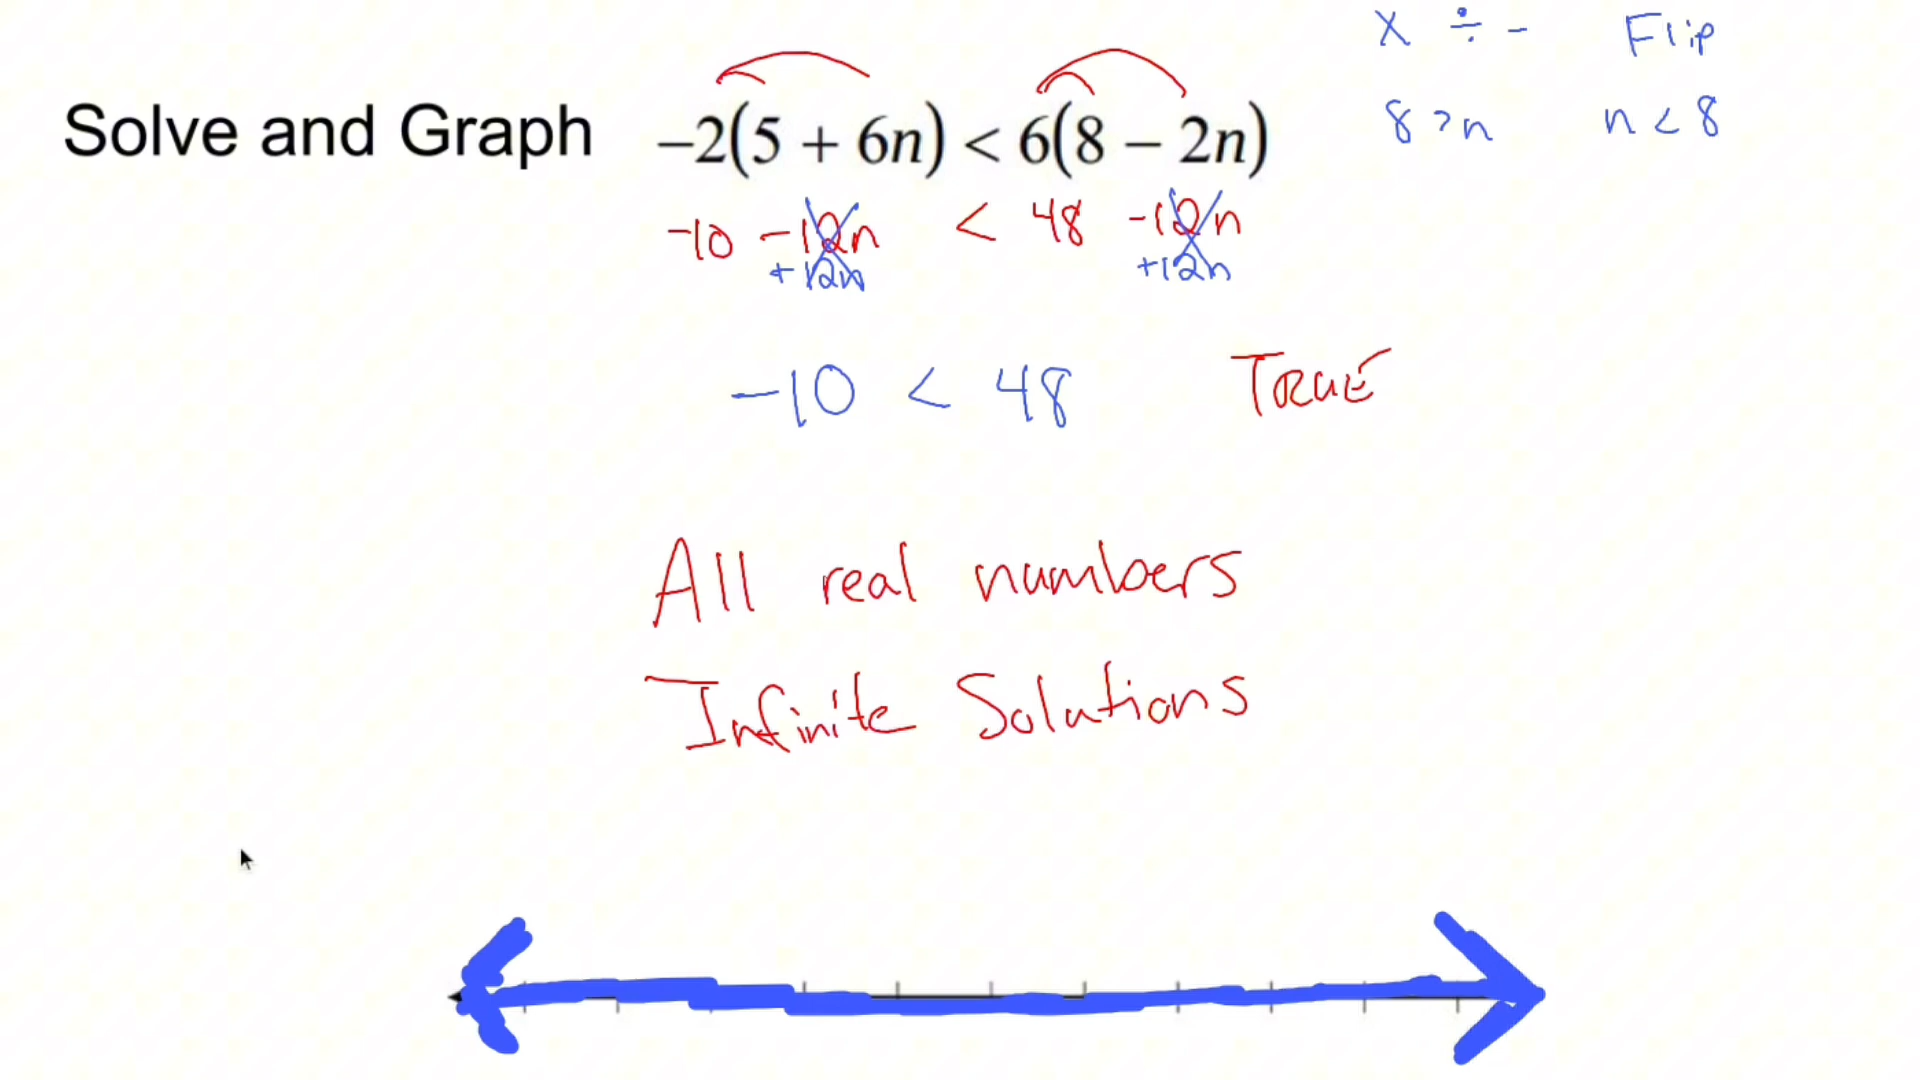 x ÷ - Flip
Solve and Graph −2(5 + 6n) < 6(8 − 2n)
8 > n n < 8
-10 -12n < 48 -12n
+12n +12n
-10 < 48 TRUE
All real numbers
Infinite Solutions